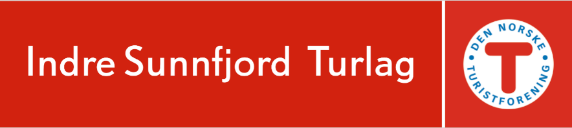 Indre Sunnfjord Turlag
DEN NORSKE
T
TURISTFORENING